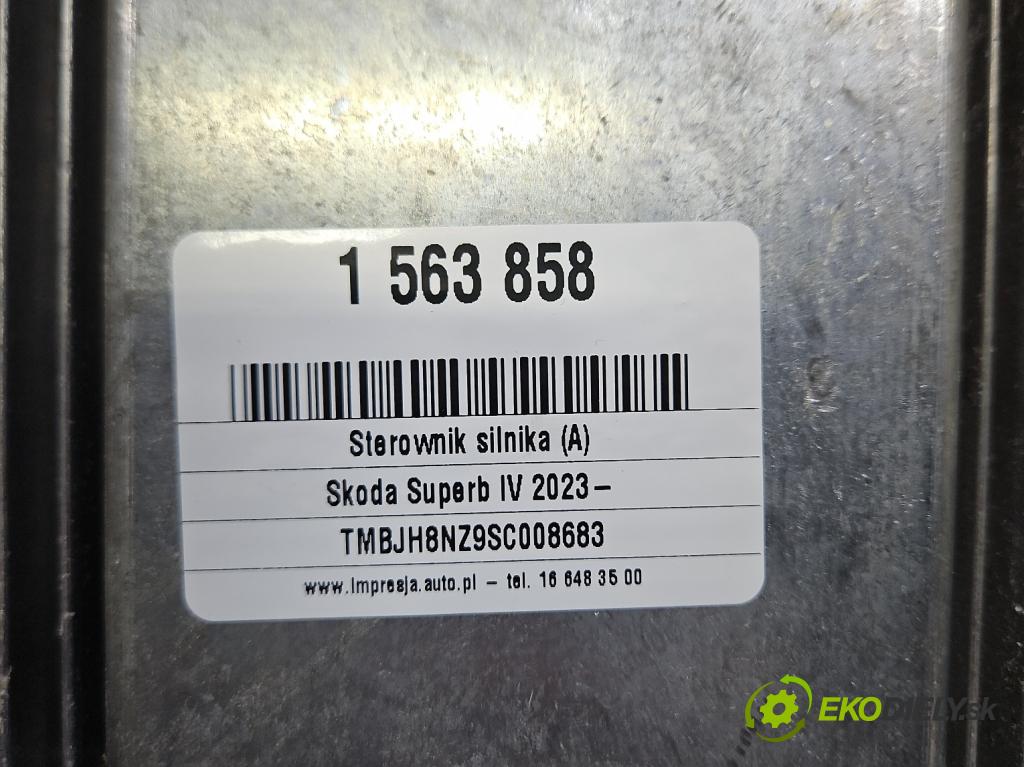 1 563 858
Sterownik silnika (A)
Skoda Superb IV 2023–
TMBJH8NZ9SC008683
www.Impresja.auto.pl – tel. 16 648 35 00
EKODIELY.sk